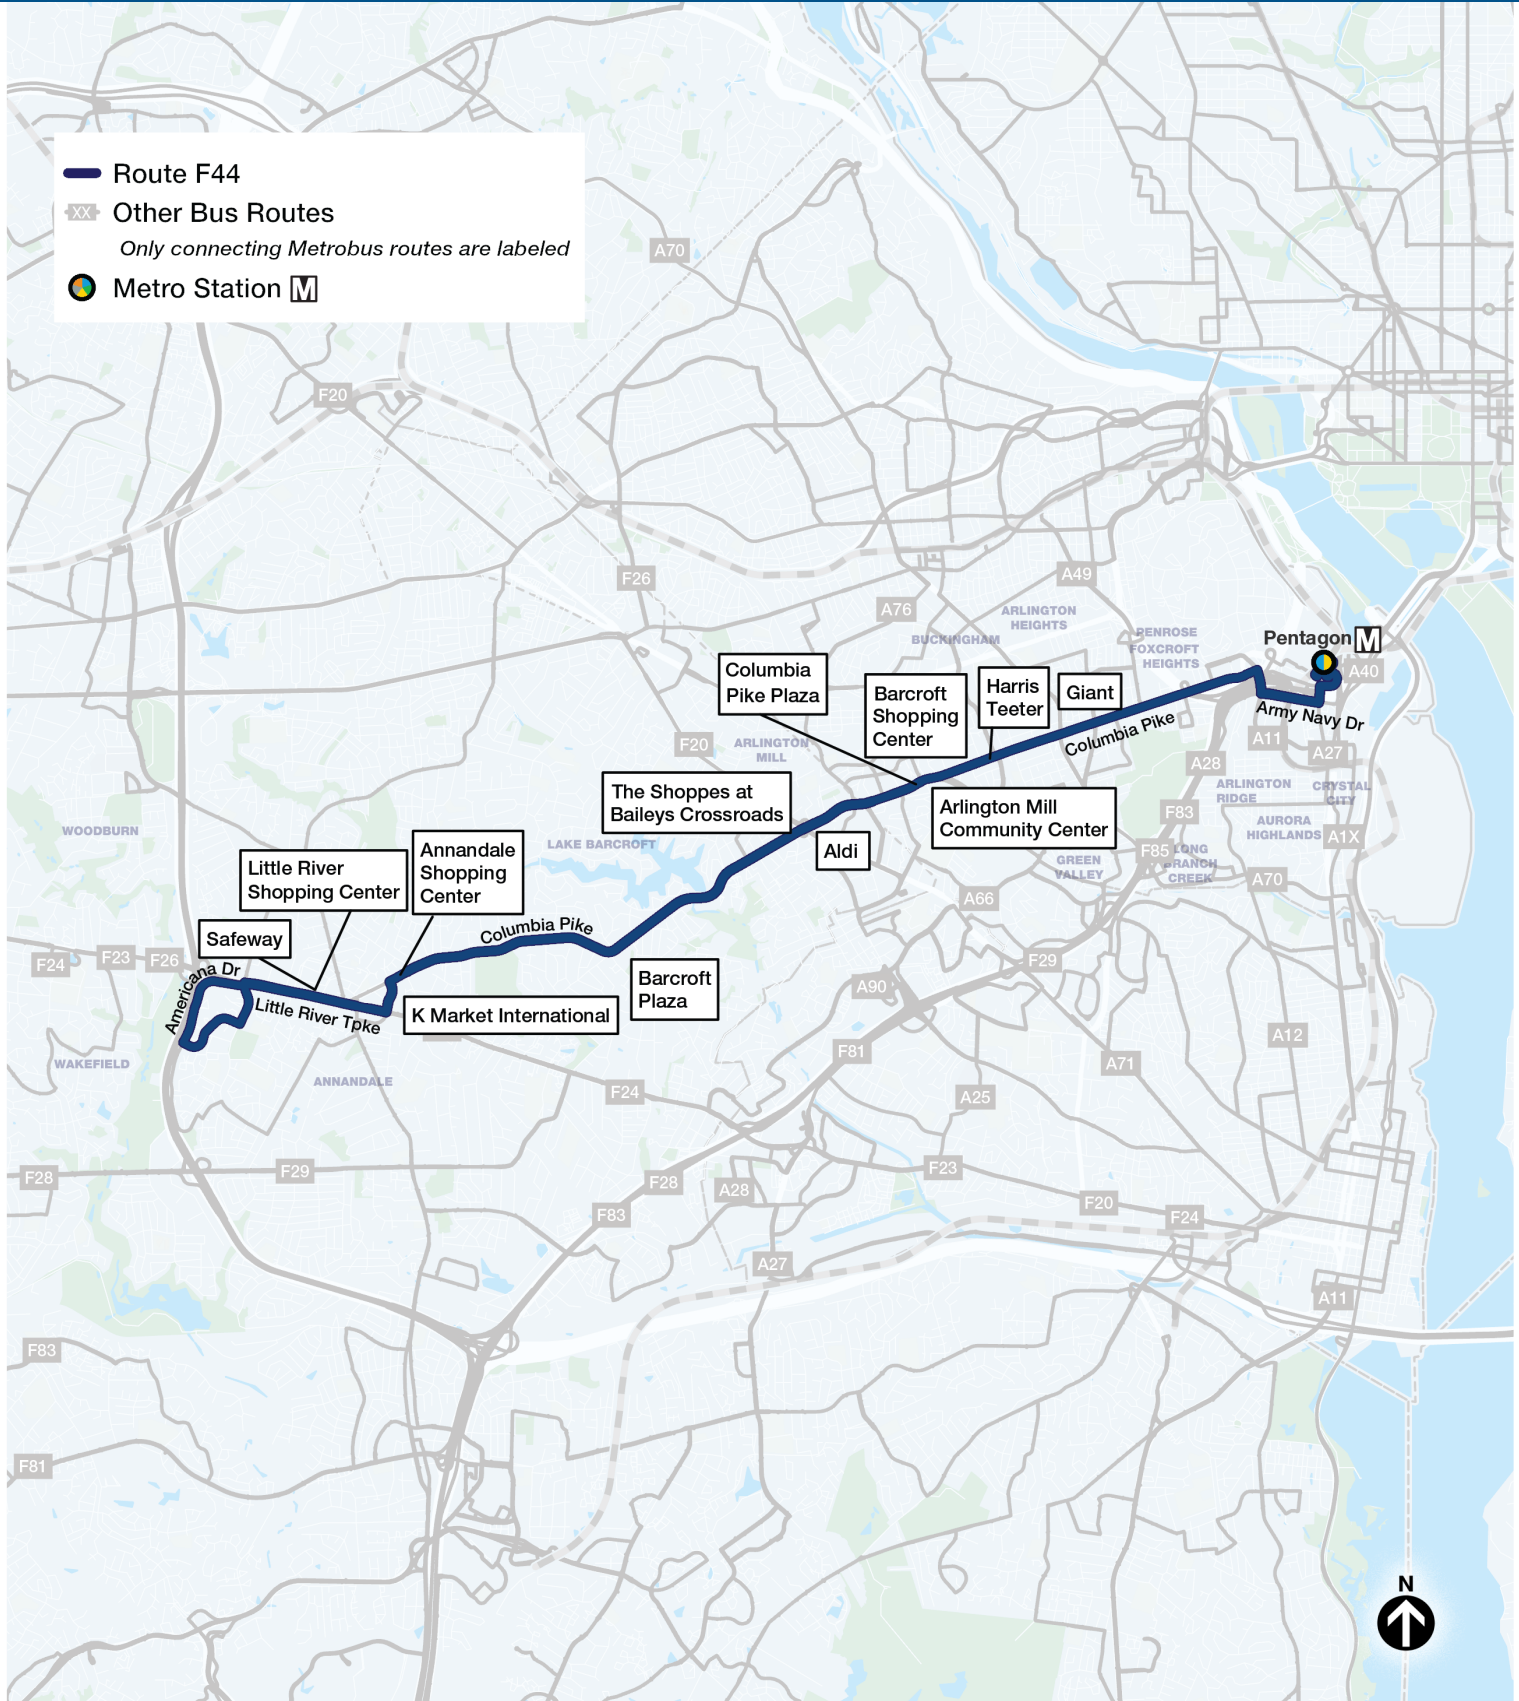 Route F44
XX
Other Bus Routes
Only connecting Metrobus routes are labeled
Metro Station M
A70
F20
F26
A49
A76
ARLINGTON
HEIGHTS
BUCKINGHAM
PENROSE
FOXCROFT
HEIGHTS
Pentagon M
A40
Columbia
Pike Plaza
Barcroft
Shopping
Center
Harris
Teeter
Giant
Columbia Pike
Army Navy Dr
F20
ARLINGTON
MILL
A11
A27
A28
ARLINGTON
RIDGE
CRYSTAL
CITY
The Shoppes at
Baileys Crossroads
Arlington Mill
Community Center
F83
AURORA
HIGHLANDS
A1X
WOODBURN
LAKE BARCROFT
Aldi
F85
LONG
BRANCH
CREEK
GREEN
VALLEY
A70
Little River
Shopping Center
Annandale
Shopping
Center
A66
Safeway
Columbia Pike
F24
F23
F26
Americana Dr
Little River Tpke
K Market International
Barcroft
Plaza
F29
A90
A12
WAKEFIELD
ANNANDALE
F81
A71
F24
A25
F28
F29
F28
A28
F23
F83
F20
F24
A27
A11
F83
F81
N